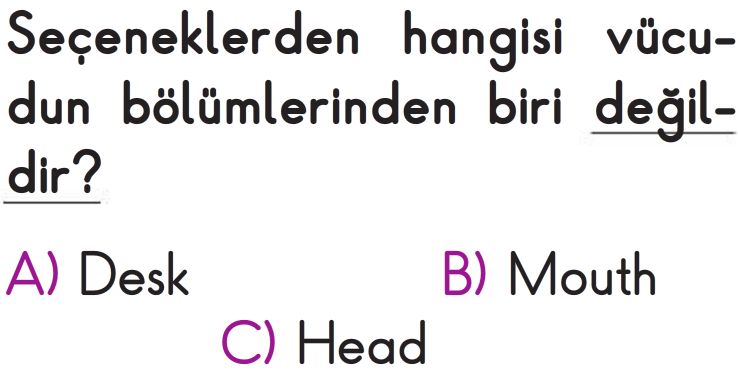 Seçeneklerden hangisi vücu-
dun bölümlerinden biri değil-
dir?
A) Desk B) Mouth
C) Head